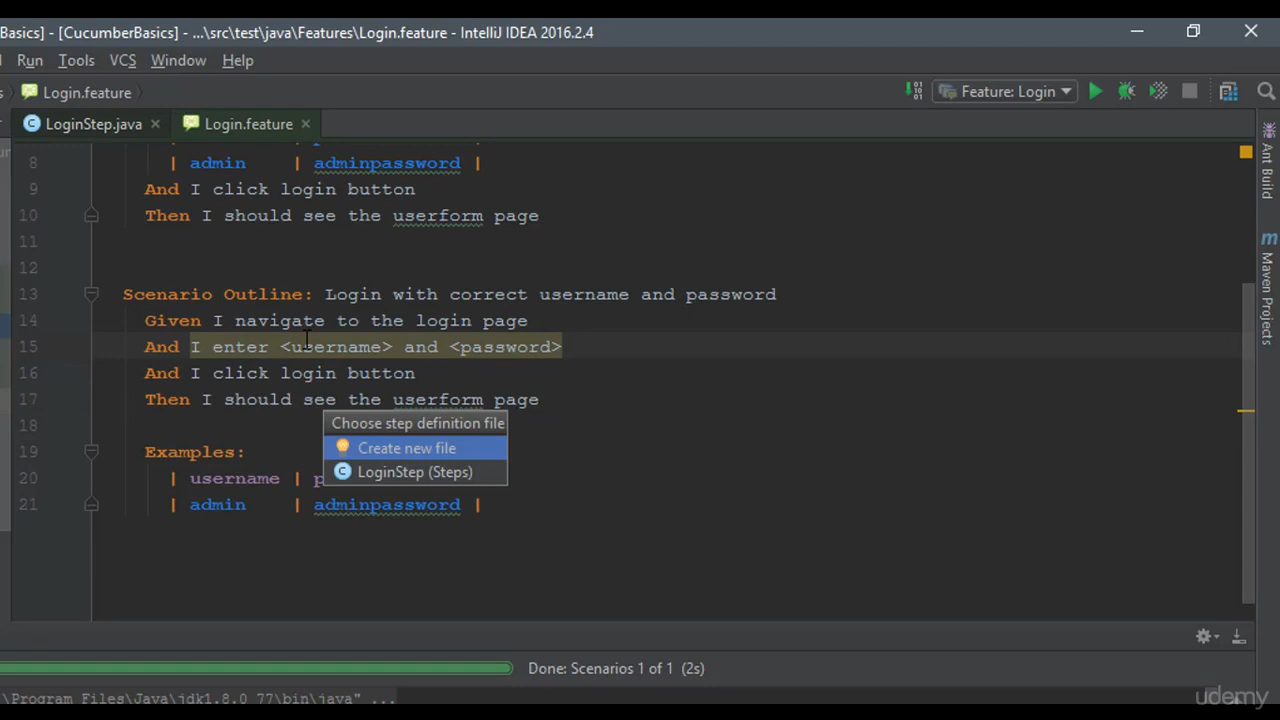 Basics] - [CucumberBasics] - ...\src\test\java\Features\Login.feature - IntelliJ IDEA 2016.2.4
Run Tools VCS Window Help
Login.feature
Feature: Login
LoginStep.java Login.feature
8 | admin | adminpassword |
9 And I click login button
10 Then I should see the userform page
11
12
13 Scenario Outline: Login with correct username and password
14 Given I navigate to the login page
15 And I enter <username> and <password>
16 And I click login button
17 Then I should see the userform page
18
Choose step definition file
Create new file
LoginStep (Steps)
19 Examples:
20 | username | p
21 | admin | adminpassword |
Ant Build
Maven Projects
Done: Scenarios 1 of 1 (2s)
\Program Files\Java\jdk1.8.0_77\bin\java" ...
udemy